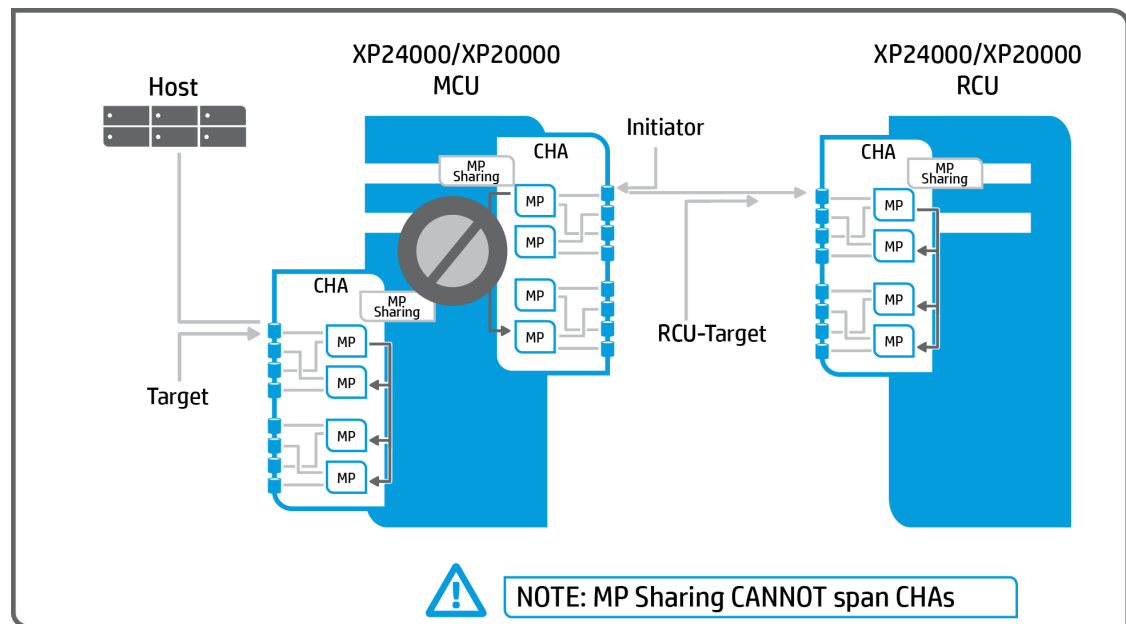 XP24000/XP20000
MCU
XP24000/XP20000
RCU
Host
Initiator
CHA
MP
Sharing
MP
MP
MP
MP
CHA
MP
Sharing
MP
MP
MP
MP
RCU-Target
CHA
MP
Sharing
MP
MP
MP
MP
Target
NOTE: MP Sharing CANNOT span CHAs